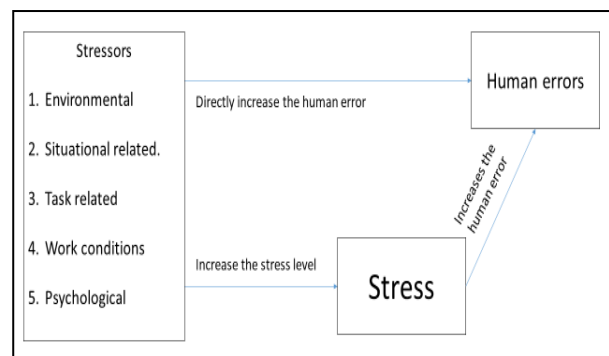 Stressors
1. Environmental
2. Situational related.
3. Task related
4. Work conditions
5. Psychological
Directly increase the human error
Human errors
Increase the stress level
Stress
Increases the
human error